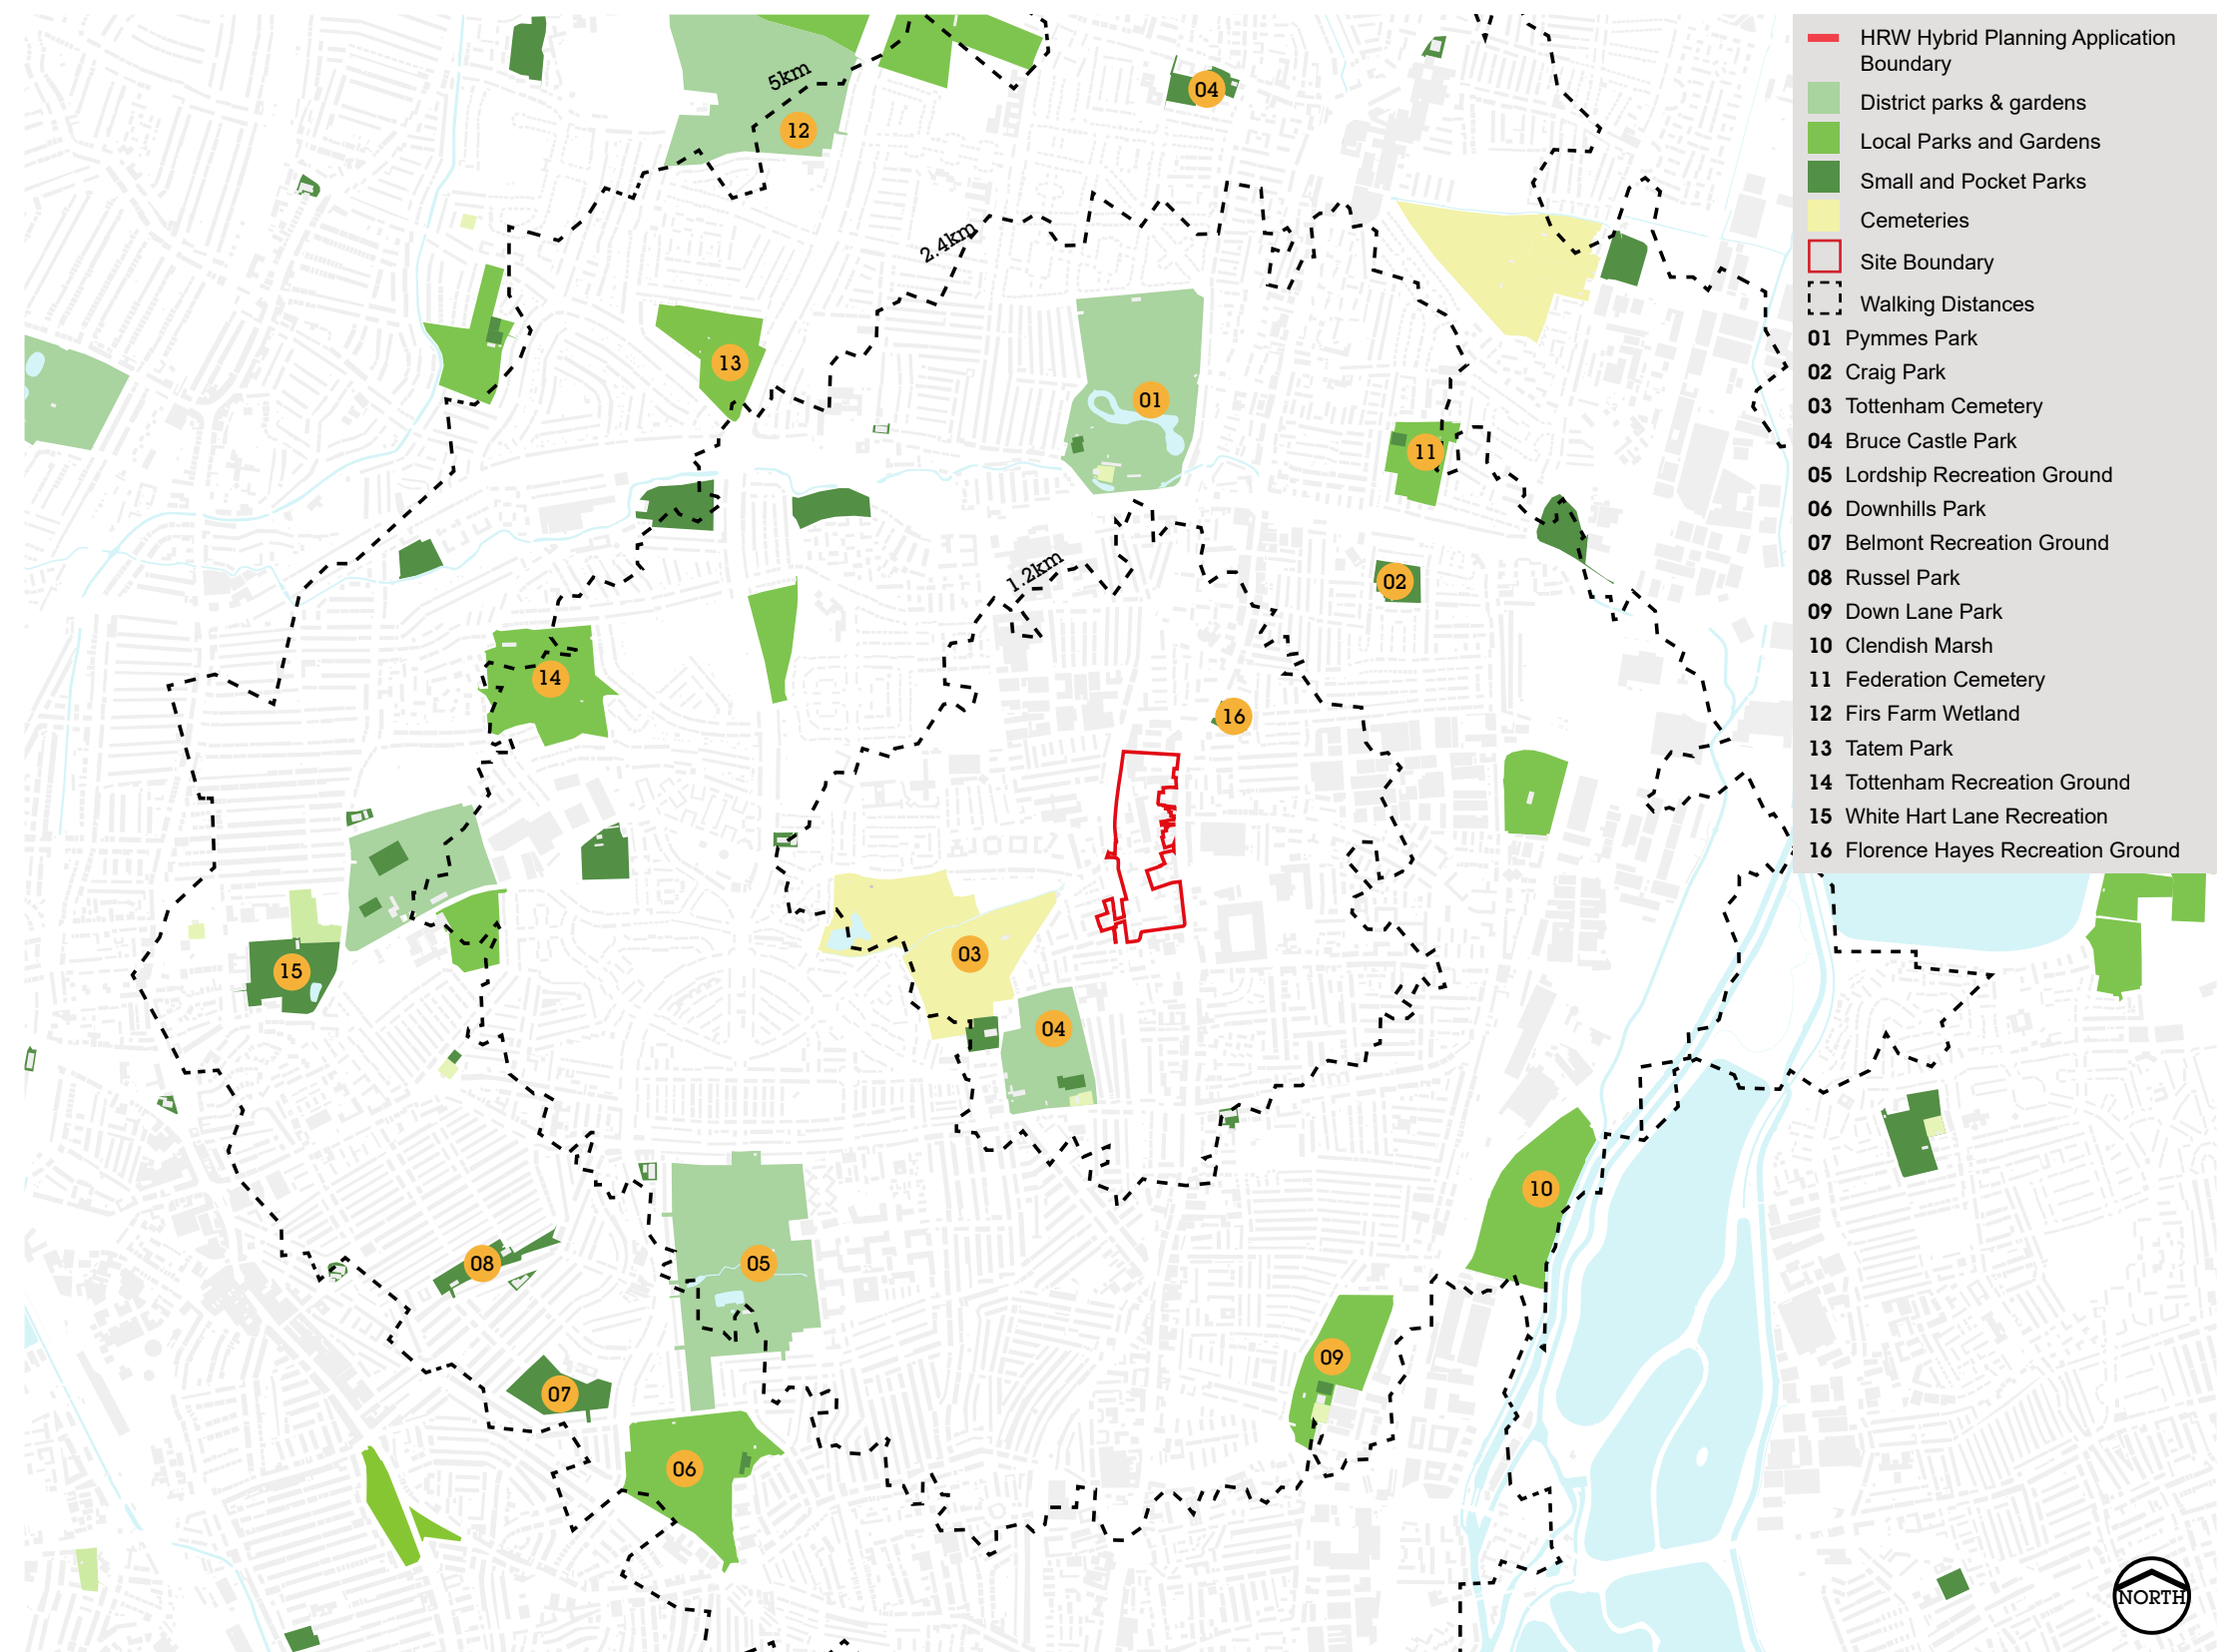 HRW Hybrid Planning Application
Boundary
District parks & gardens
Local Parks and Gardens
Small and Pocket Parks
Cemeteries
Site Boundary
Walking Distances
01 Pymmes Park
02 Craig Park
03 Tottenham Cemetery
04 Bruce Castle Park
05 Lordship Recreation Ground
06 Downhills Park
07 Belmont Recreation Ground
08 Russel Park
09 Down Lane Park
10 Clendish Marsh
11 Federation Cemetery
12 Firs Farm Wetland
13 Tatem Park
14 Tottenham Recreation Ground
15 White Hart Lane Recreation
16 Florence Hayes Recreation Ground
5km
04
12
2.4km
13
01
11
1.2km
02
14
16
03
15
04
10
08
05
09
07
06
NORTH